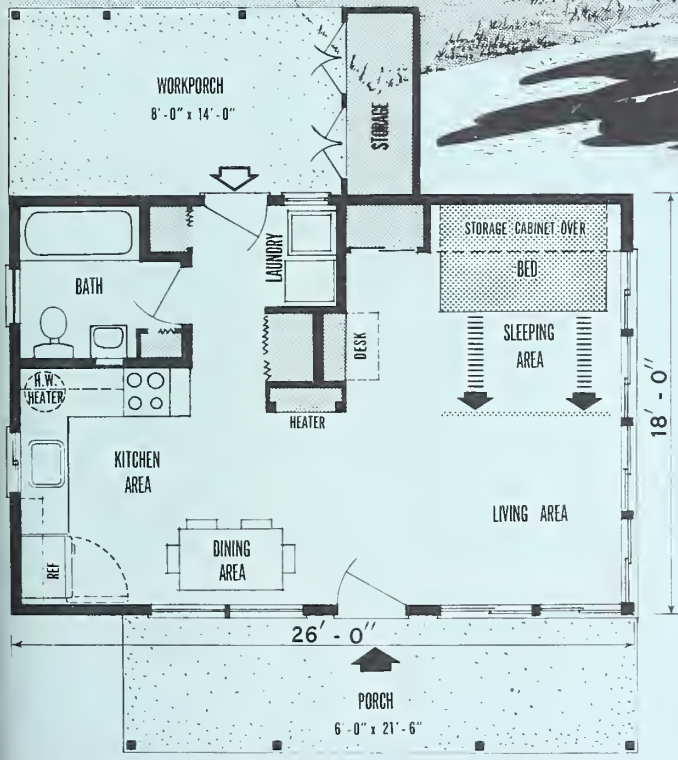 WORKPORCH
8'-0" x 14'-0"
STORAGE
BATH
LAUNDRY
STORAGE CABINET OVER
BED
SLEEPING
AREA
DESK
H.W.
HEATER
HEATER
KITCHEN
AREA
REF
DINING
AREA
LIVING AREA
18'-0"
26'-0"
PORCH
6'-0" x 21'-6"